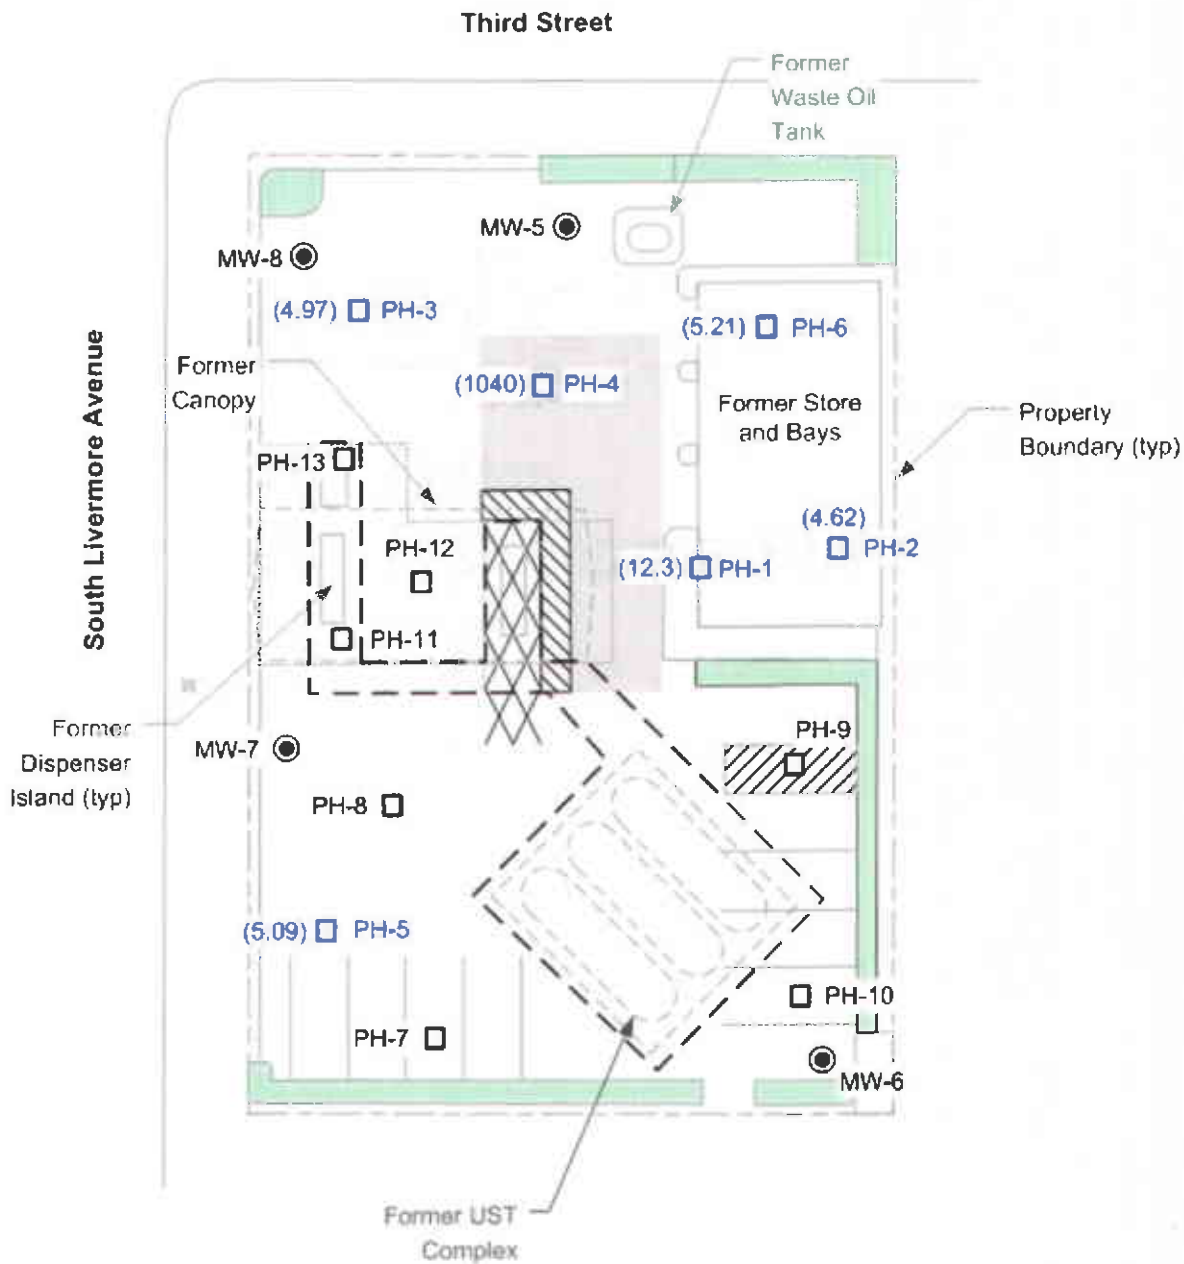 Third Street
Former
Waste Oil
Tank
MW-5
MW-8
(4.97) PH-3
(5.21) PH-6
South Livermore Avenue
Former
Canopy
(1040) PH-4
Former Store
and Bays
Property
Boundary (typ)
PH-13
(4.62)
PH-2
PH-12
(12.3) PH-1
PH-11
Former
Dispenser
Island (typ)
MW-7
PH-9
PH-8
(5.09) PH-5
PH-10
PH-7
MW-6
Former UST
Complex